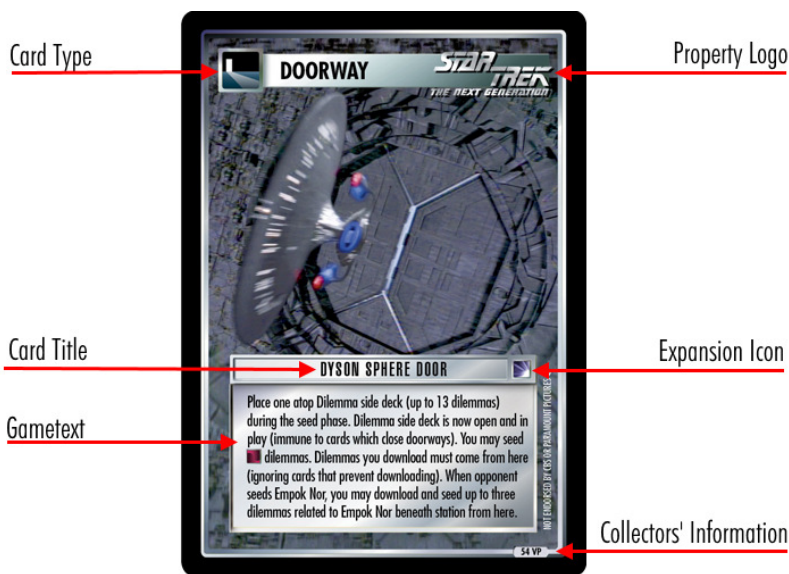 Card Type
DOORWAY
STAR TREK
THE NEXT GENERATION
Property Logo
Card Title
DYSON SPHERE DOOR
Expansion Icon
Gametext
Place one atop Dilemma side deck (up to 13 dilemmas)
during the seed phase. Dilemma side deck is now open and in
play (immune to cards which close doorways). You may seed
dilemmas. Dilemmas you download must come from here
(ignoring cards that prevent downloading). When opponent
seeds Empok Nor, you may download and seed up to three
dilemmas related to Empok Nor beneath station from here.
NOT ENDORSED BY CBS OR PARAMOUNT PICTURES
Collectors' Information
54 VP